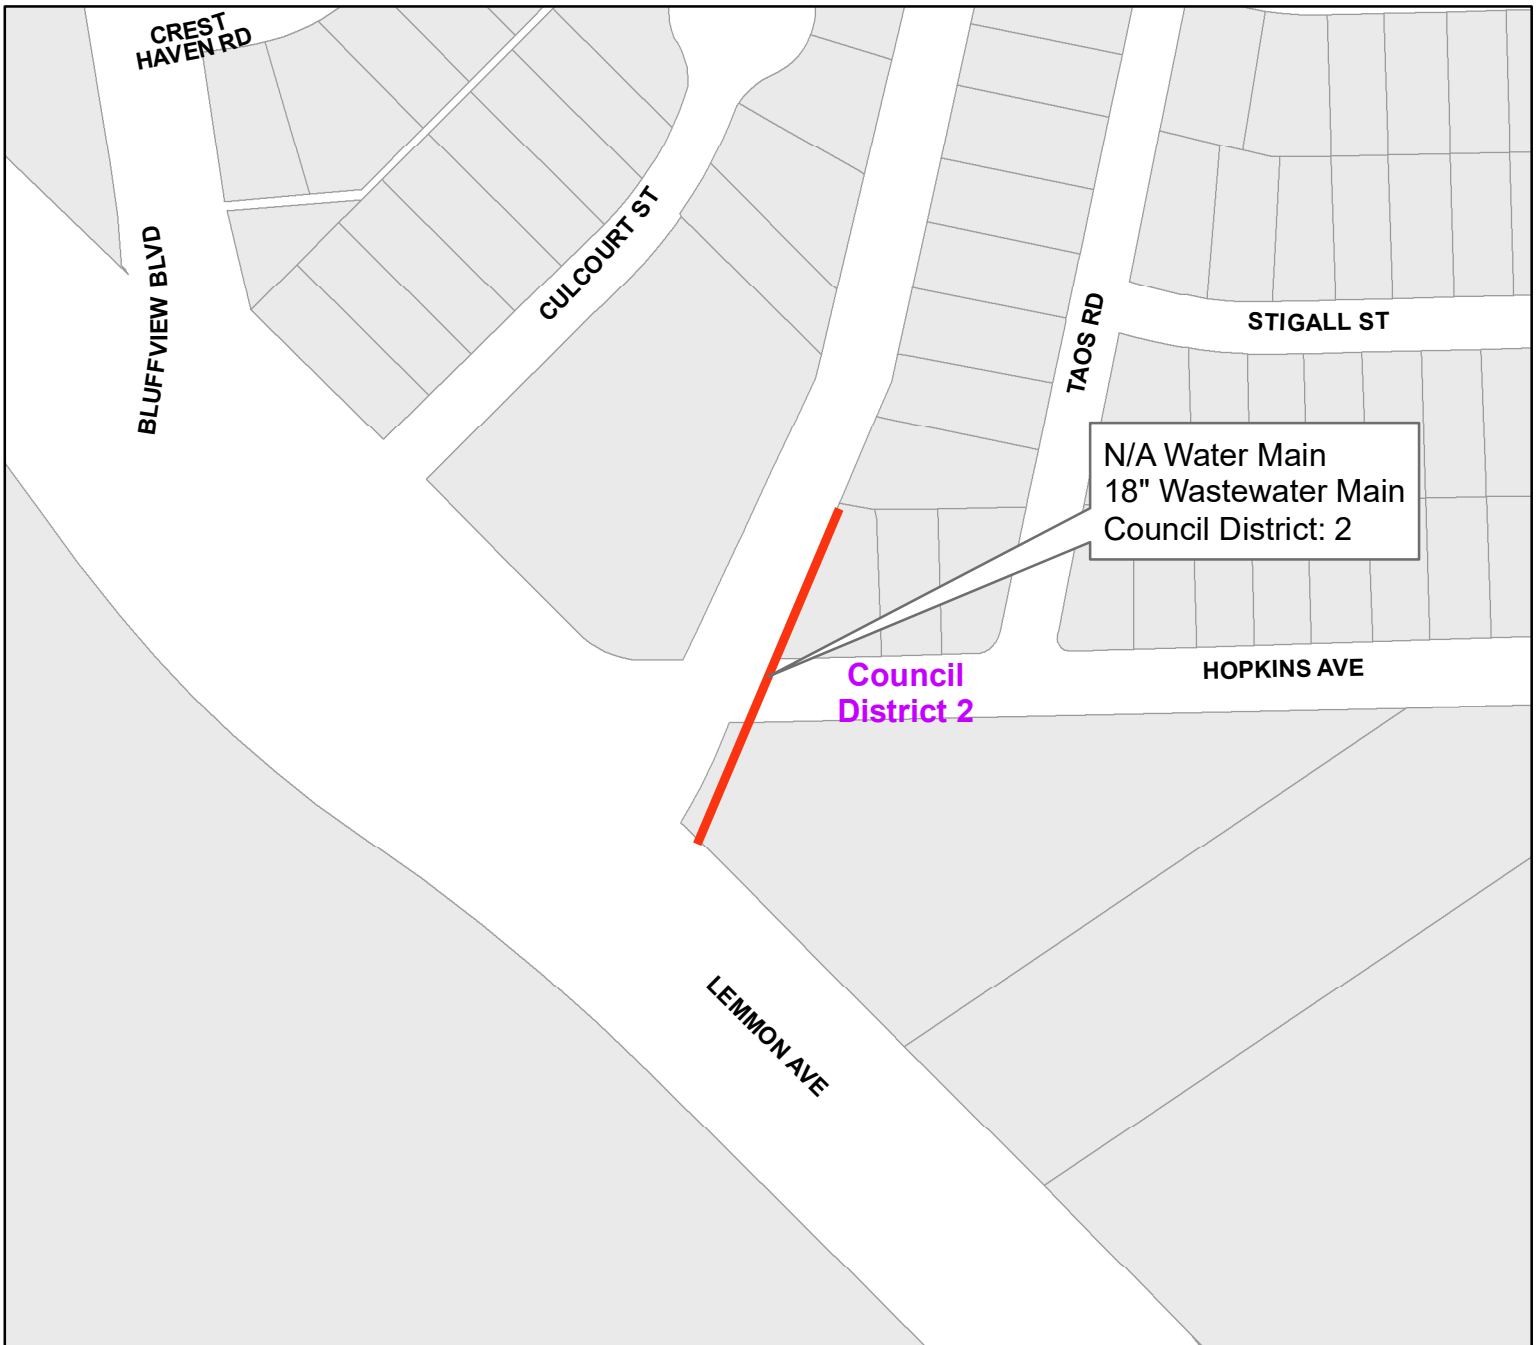 CREST
HAVEN RD
BLUFFVIEW BLVD
CULCOURT ST
TAOS RD
STIGALL ST
N/A Water Main
18" Wastewater Main
Council District: 2
HOPKINS AVE
Council
District 2
LEMMON AVE